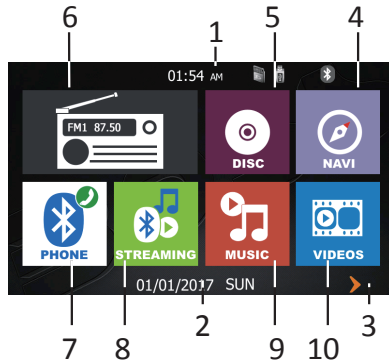 6 1 5 4
01:54 AM
FM1 87.50
DISC NAVI
PHONE STREAMING MUSIC VIDEOS
01/01/2017 SUN
7 8 2 9 10 3